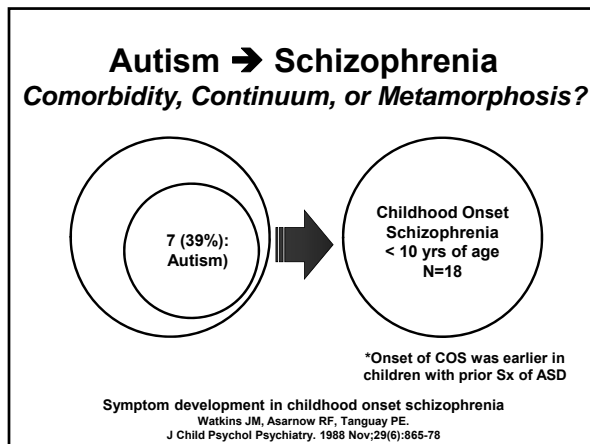 Autism ➔ Schizophrenia
Comorbidity, Continuum, or Metamorphosis?
7 (39%):
Autism)
Childhood Onset
Schizophrenia
< 10 yrs of age
N=18
*Onset of COS was earlier in
children with prior Sx of ASD
Symptom development in childhood onset schizophrenia
Watkins JM, Asarnow RF, Tanguay PE.
J Child Psychol Psychiatry. 1988 Nov;29(6):865-78